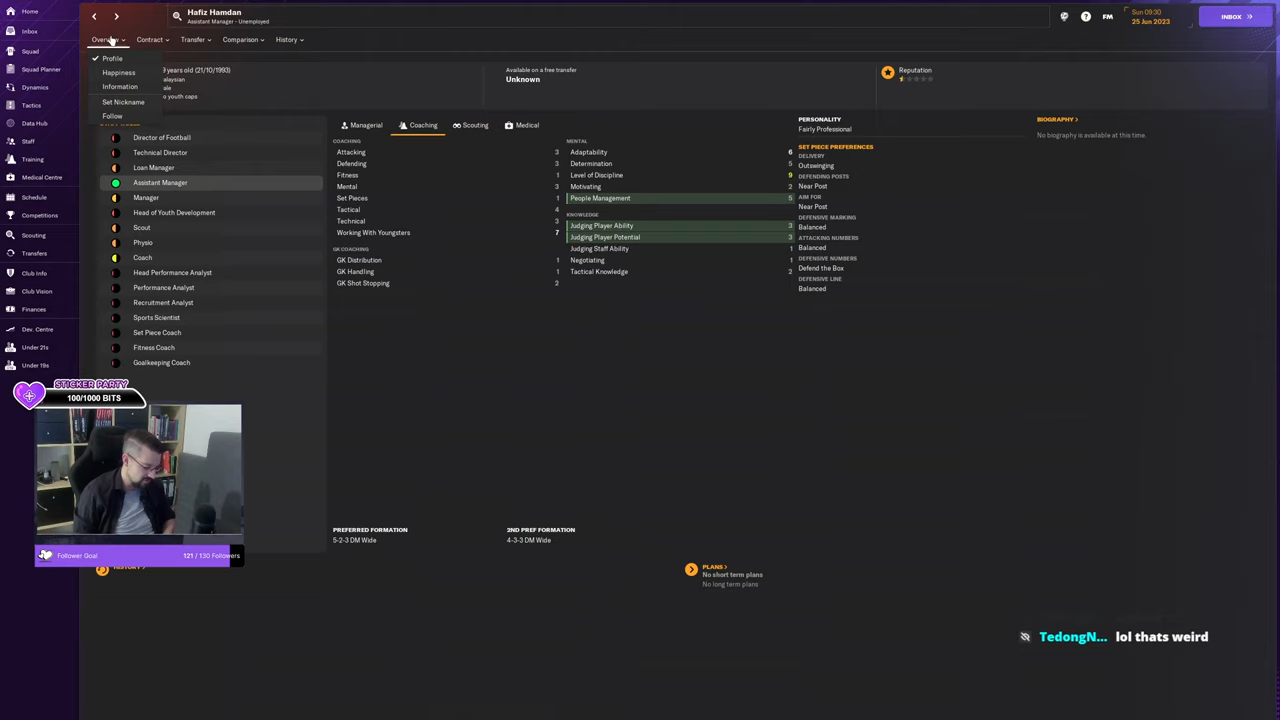 Home
Inbox
Squad
Squad Planner
Dynamics
Tactics
Data Hub
Staff
Training
Medical Centre
Schedule
Competitions
Scouting
Transfers
Club Info
Club Vision
Finances
Dev. Centre
Under 21s
Under 19s
Hafiz Hamdan
Assistant Manager - Unemployed
FM
Sun 09:30
25 Jun 2023
INBOX
Overview
Contract
Transfer
Comparison
History
Profile
Happiness
Information
Set Nickname
Follow
9 years old (21/10/1993)
alaysian
ale
o youth caps
Available on a free transfer
Unknown
Reputation
Director of Football
Technical Director
Loan Manager
Assistant Manager
Manager
Head of Youth Development
Scout
Physio
Coach
Head Performance Analyst
Performance Analyst
Recruitment Analyst
Sports Scientist
Set Piece Coach
Fitness Coach
Goalkeeping Coach
Managerial
Coaching
Scouting
Medical
COACHING
Attacking 3
Defending 3
Fitness 1
Mental 3
Set Pieces 1
Tactical 4
Technical 3
Working With Youngsters 7
GK COACHING
GK Distribution 1
GK Handling 1
GK Shot Stopping 2
MENTAL
Adaptability 6
Determination 5
Level of Discipline 9
Motivating 2
People Management 5
KNOWLEDGE
Judging Player Ability 3
Judging Player Potential 3
Judging Staff Ability 1
Negotiating 1
Tactical Knowledge 2
PERSONALITY
Fairly Professional
SET PIECE PREFERENCES
DELIVERY
Outswinging
DEFENDING POSTS
Near Post
AIM FOR
Near Post
DEFENSIVE MARKING
Balanced
ATTACKING NUMBERS
Balanced
DEFENSIVE NUMBERS
Defend the Box
DEFENSIVE LINE
Balanced
BIOGRAPHY >
No biography is available at this time.
PREFERRED FORMATION
5-2-3 DM Wide
2ND PREF FORMATION
4-3-3 DM Wide
HISTORY >
PLANS >
No short term plans
No long term plans
STICKER PARTY
100/1000 BITS
Follower Goal
121 / 130 Followers
TedongN... lol thats weird